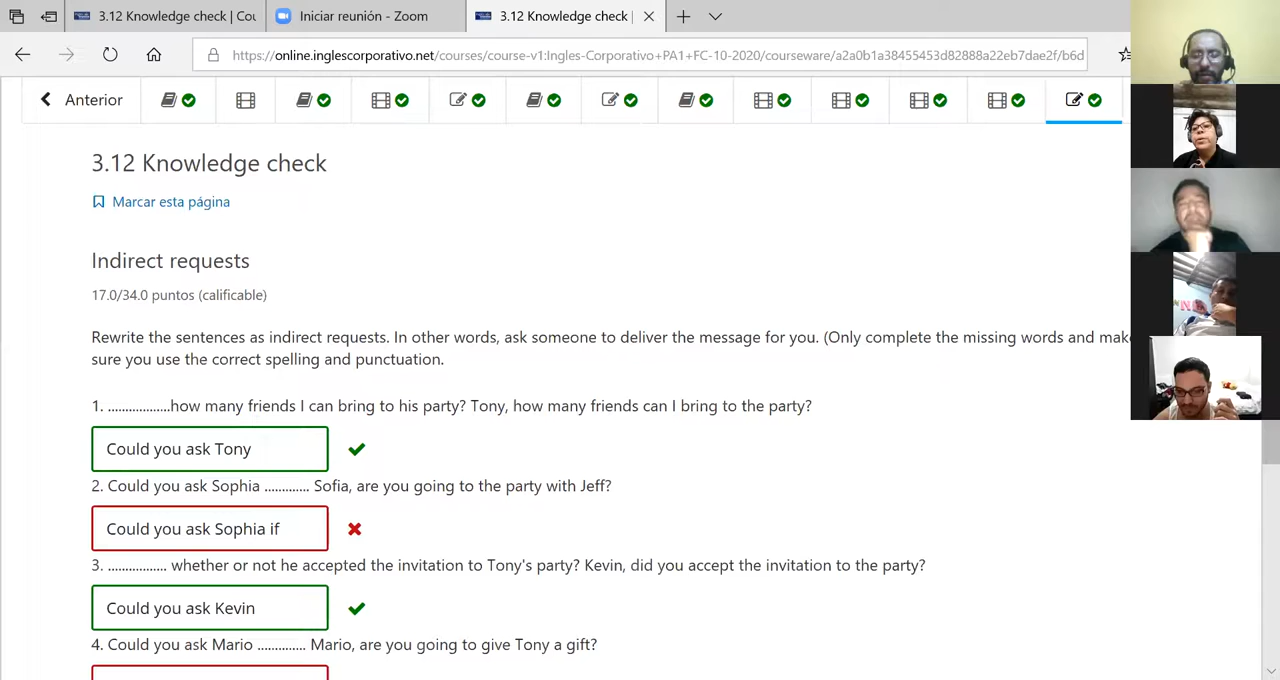 3.12 Knowledge check | Cou
Iniciar reunión - Zoom
3.12 Knowledge check |
https://online.inglescorporativo.net/courses/course-v1:Ingles-Corporativo+PA1+FC-10-2020/courseware/a2a0b1a38455453d82888a22eb7dae2f/b6d
Anterior
3.12 Knowledge check
Marcar esta página
Indirect requests
17.0/34.0 puntos (calificable)
Rewrite the sentences as indirect requests. In other words, ask someone to deliver the message for you. (Only complete the missing words and make
sure you use the correct spelling and punctuation.
1. ..................how many friends I can bring to his party? Tony, how many friends can I bring to the party?
Could you ask Tony
2. Could you ask Sophia ............. Sofia, are you going to the party with Jeff?
Could you ask Sophia if
3. ................. whether or not he accepted the invitation to Tony's party? Kevin, did you accept the invitation to the party?
Could you ask Kevin
4. Could you ask Mario .............. Mario, are you going to give Tony a gift?